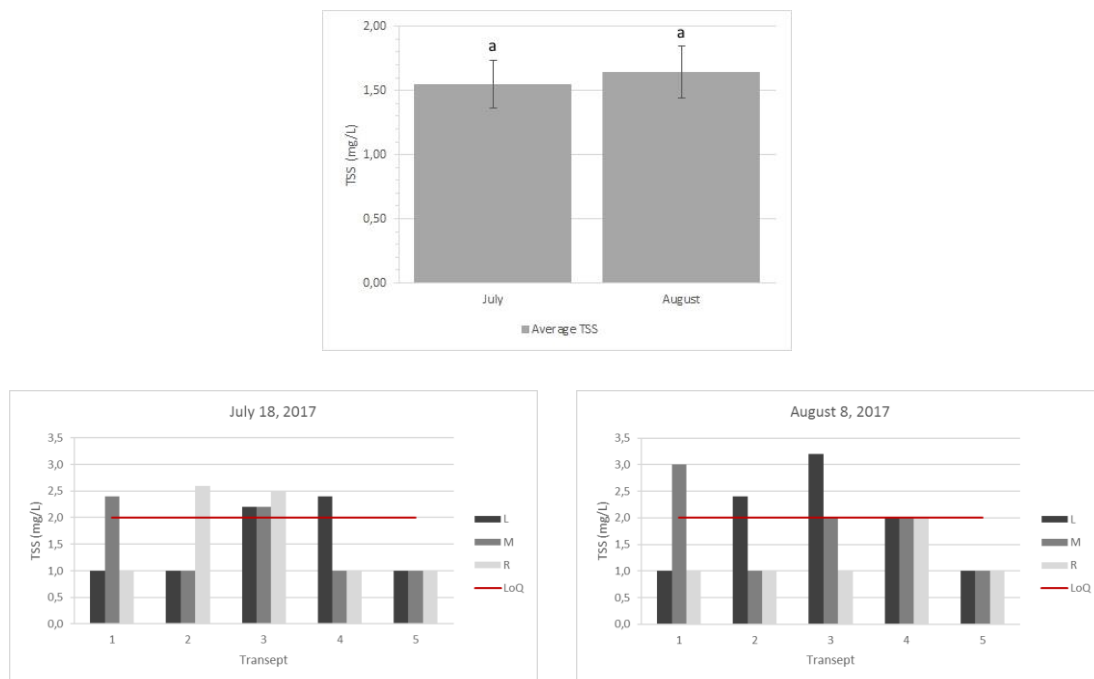 2,00
1,50
1,00
0,50
0,00
TSS (mg/L)
a
a
July
August
Average TSS
July 18, 2017
3,5
3,0
2,5
2,0
1,5
1,0
0,5
0,0
TSS (mg/L)
1 2 3 4 5
Transept
L
M
R
LoQ
August 8, 2017
3,5
3,0
2,5
2,0
1,5
1,0
0,5
0,0
TSS (mg/L)
1 2 3 4 5
Transept
L
M
R
LoQ